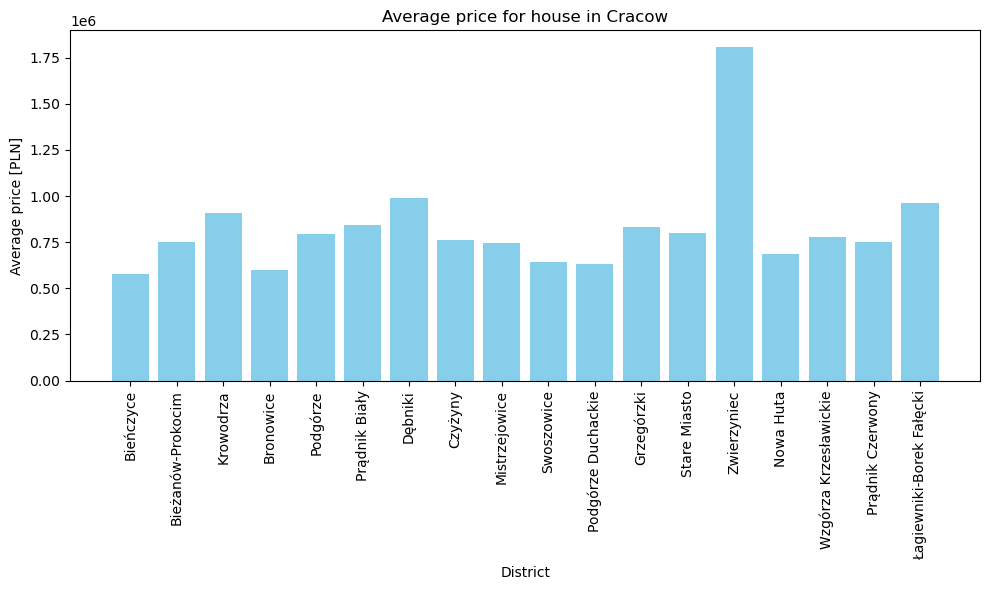 Average price for house in Cracow
1e6
Average price [PLN]
1.75
1.50
1.25
1.00
0.75
0.50
0.25
0.00
Bieńczyce
Bieżanów-Prokocim
Krowodrza
Bronowice
Podgórze
Prądnik Biały
Dębniki
Czyżyny
Mistrzejowice
Swoszowice
Podgórze Duchackie
Grzegórzki
Stare Miasto
Zwierzyniec
Nowa Huta
Wzgórza Krzesławickie
Prądnik Czerwony
Łagiewniki-Borek Fałęcki
District